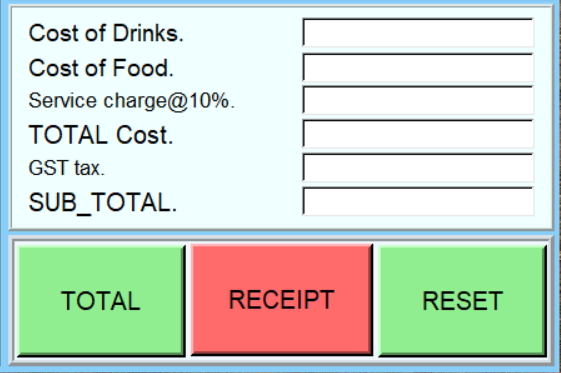 Cost of Drinks.
Cost of Food.
Service charge@10%.
TOTAL Cost.
GST tax.
SUB_TOTAL.
TOTAL
RECEIPT
RESET